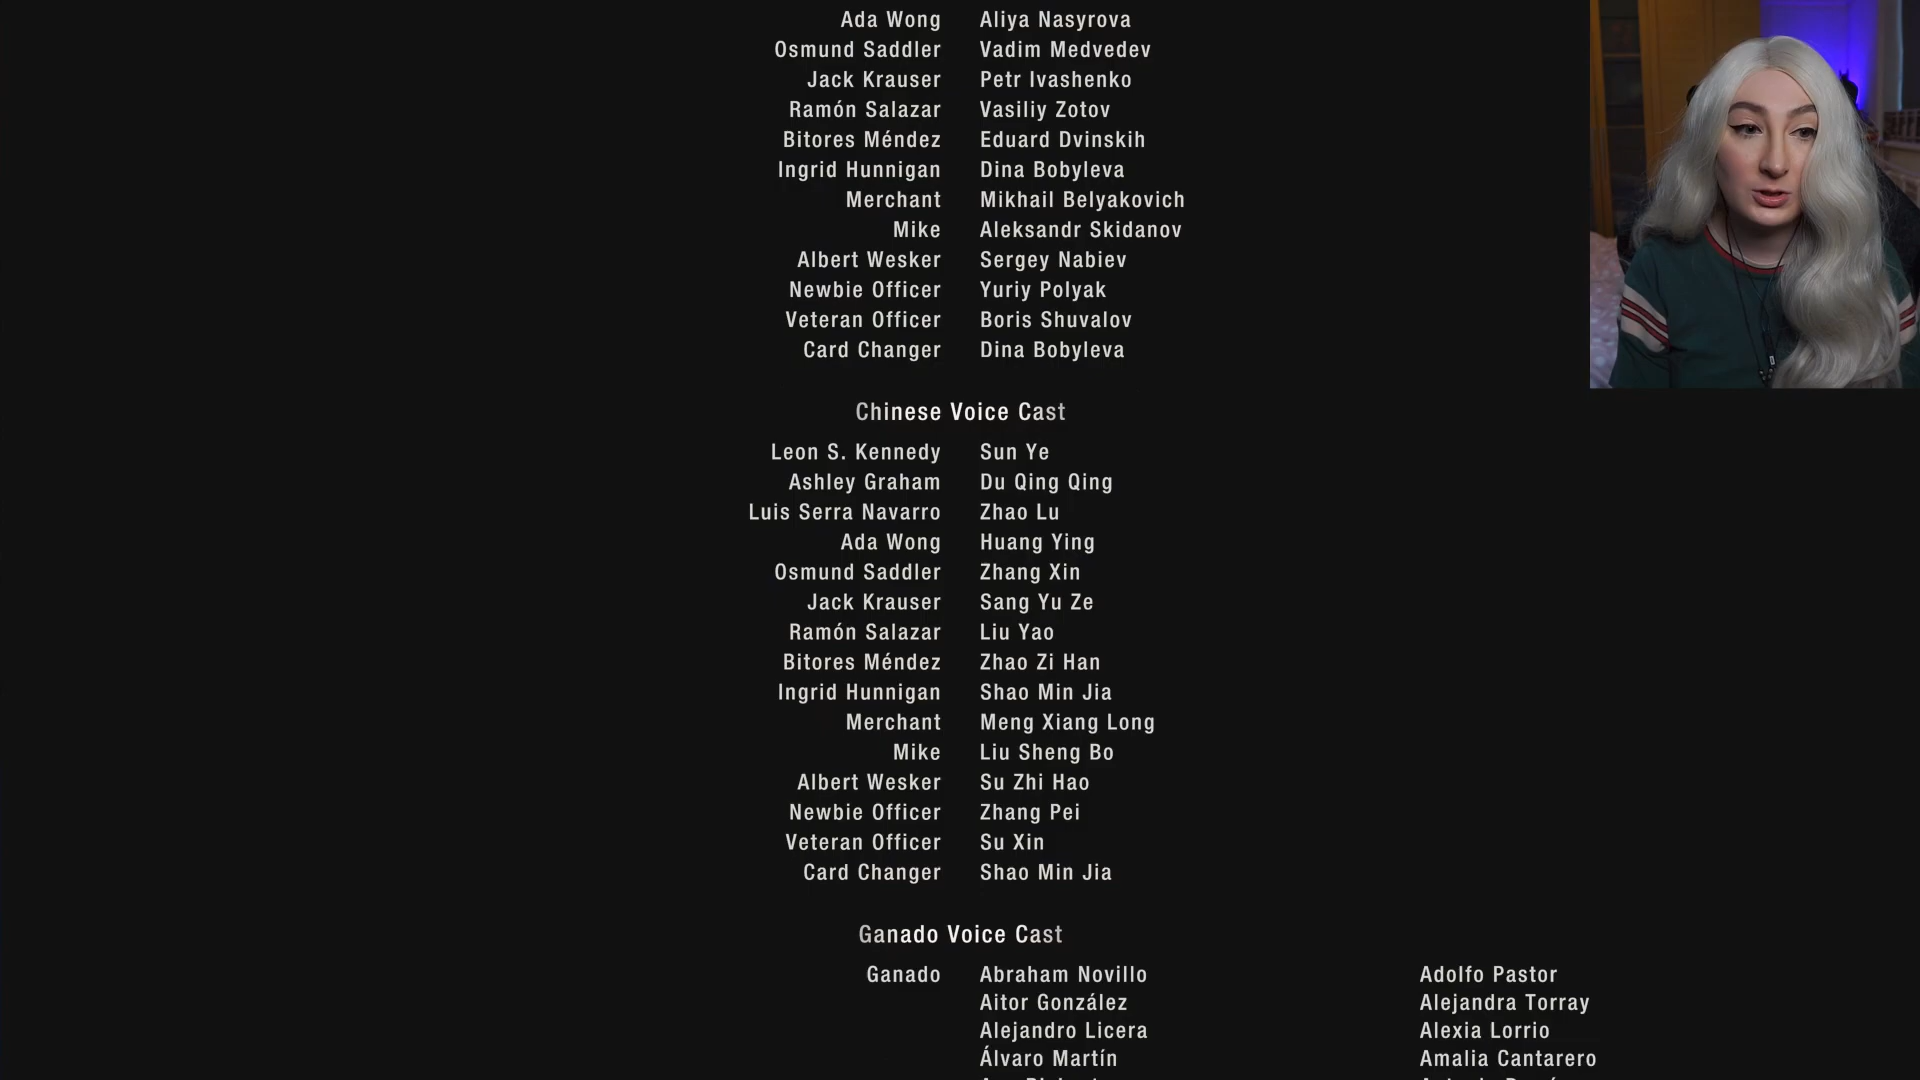 Ada Wong Aliya Nasyrova
Osmund Saddler Vadim Medvedev
Jack Krauser Petr Ivashenko
Ramón Salazar Vasiliy Zotov
Bitores Méndez Eduard Dvinskih
Ingrid Hunnigan Dina Bobyleva
Merchant Mikhail Belyakovich
Mike Aleksandr Skidanov
Albert Wesker Sergey Nabiev
Newbie Officer Yuriy Polyak
Veteran Officer Boris Shuvalov
Card Changer Dina Bobyleva
Chinese Voice Cast
Leon S. Kennedy Sun Ye
Ashley Graham Du Qing Qing
Luis Serra Navarro Zhao Lu
Ada Wong Huang Ying
Osmund Saddler Zhang Xin
Jack Krauser Sang Yu Ze
Ramón Salazar Liu Yao
Bitores Méndez Zhao Zi Han
Ingrid Hunnigan Shao Min Jia
Merchant Meng Xiang Long
Mike Liu Sheng Bo
Albert Wesker Su Zhi Hao
Newbie Officer Zhang Pei
Veteran Officer Su Xin
Card Changer Shao Min Jia
Ganado Voice Cast
Ganado Abraham Novillo Adolfo Pastor
Aitor González Alejandra Torray
Alejandro Licera Alexia Lorrio
Álvaro Martín Amalia Cantarero